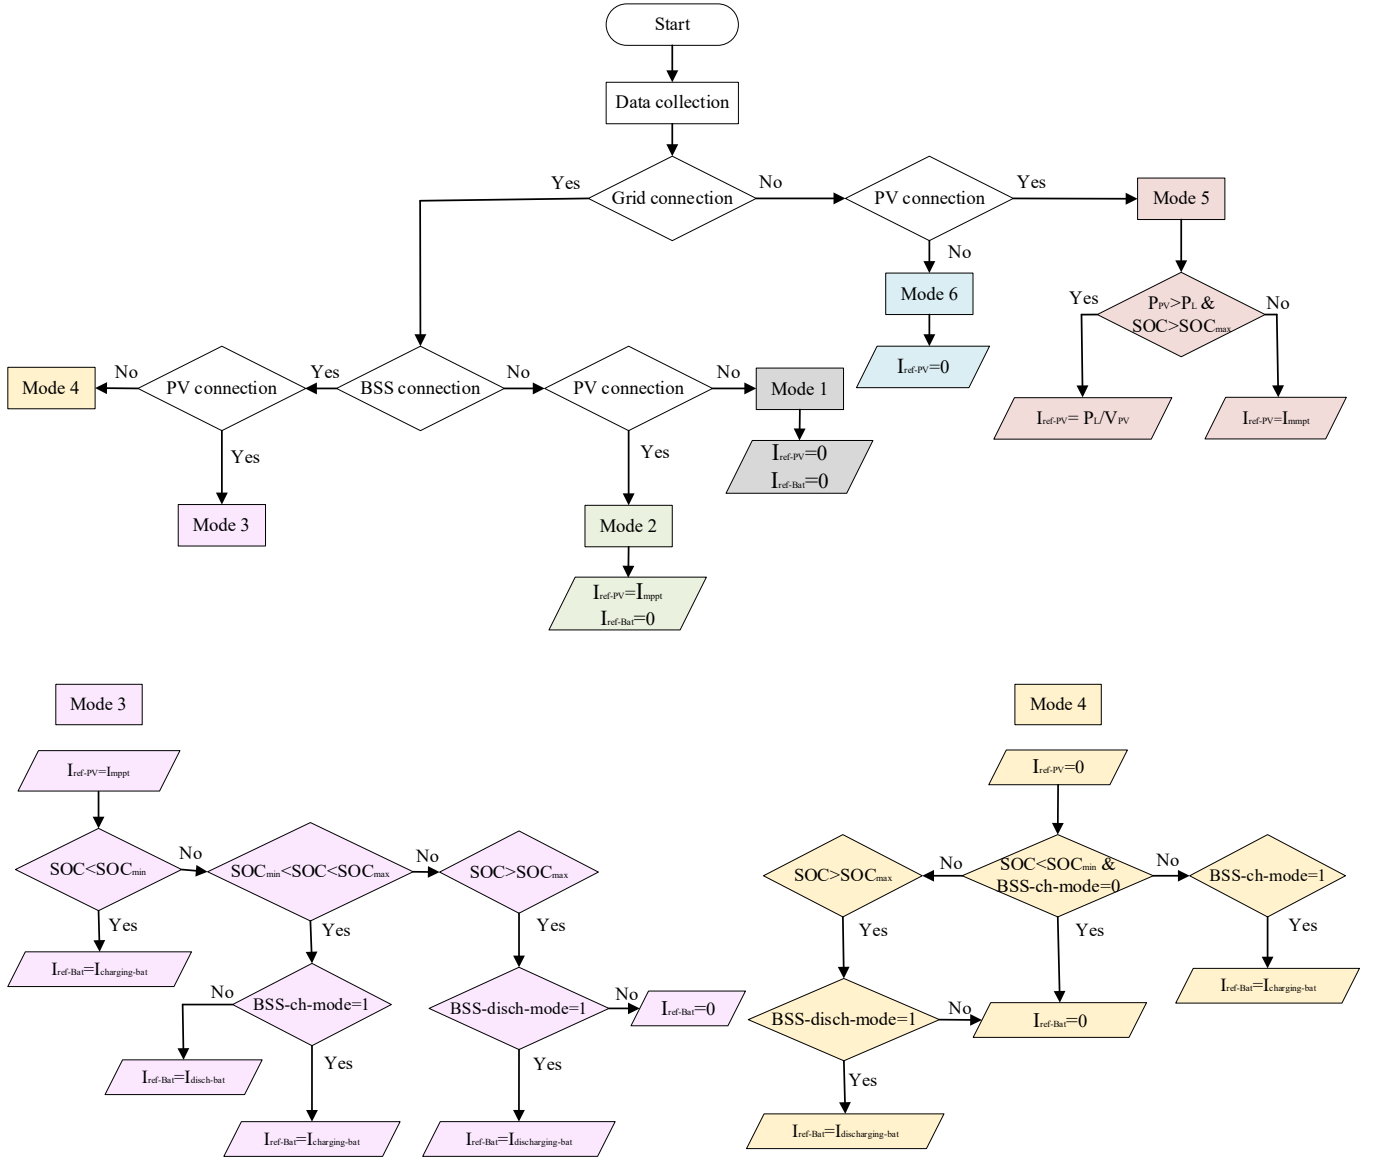 Start
Data collection
Grid connection
Yes
No
PV connection
Yes
No
Mode 5
Mode 6
I ref-PV=0
PPV>PL &
SOC>SOCmax
Yes
No
Iref-PV= PL/VPV
Iref-PV=Immpt
BSS connection
Yes
No
PV connection
No
Yes
Mode 4
Mode 3
PV connection
No
Yes
Mode 1
Iref-PV=0
Iref-Bat=0
Mode 2
Iref-PV=Imppt
Iref-Bat=0
Mode 3
Iref-PV=Imppt
SOC<SOCmin
No
Yes
Iref-Bat=Icharging-bat
SOCmin<SOC<SOCmax
No
Yes
BSS-ch-mode=1
No
Yes
Iref-Bat=Idisch-bat
Iref-Bat=Icharging-bat
SOC>SOCmax
Yes
BSS-disch-mode=1
No
Yes
Iref-Bat=0
Iref-Bat=Idischarging-bat
Mode 4
Iref-PV=0
SOC<SOCmin &
BSS-ch-mode=0
No
No
Yes
SOC>SOCmax
Yes
BSS-disch-mode=1
No
Yes
Iref-Bat=0
Iref-Bat=Idischarging-bat
BSS-ch-mode=1
Yes
Iref-Bat=Icharging-bat